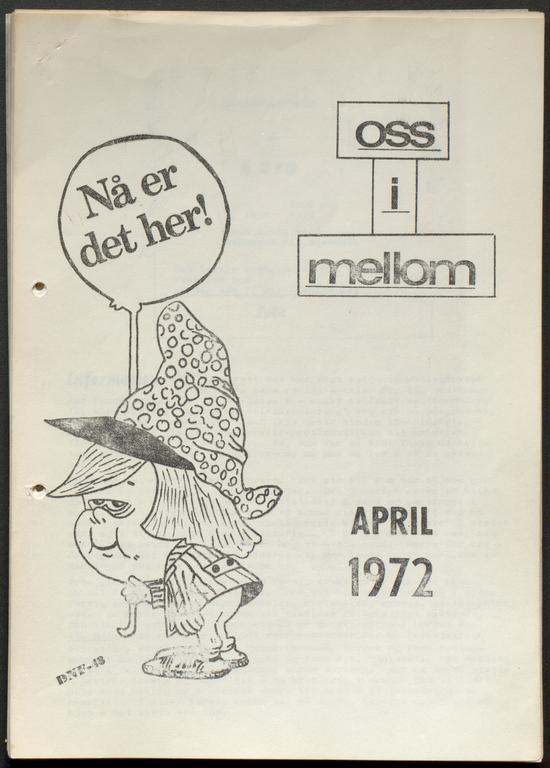 oss
i
mellom
Nå er
det her!
APRIL
1972
DNF-48